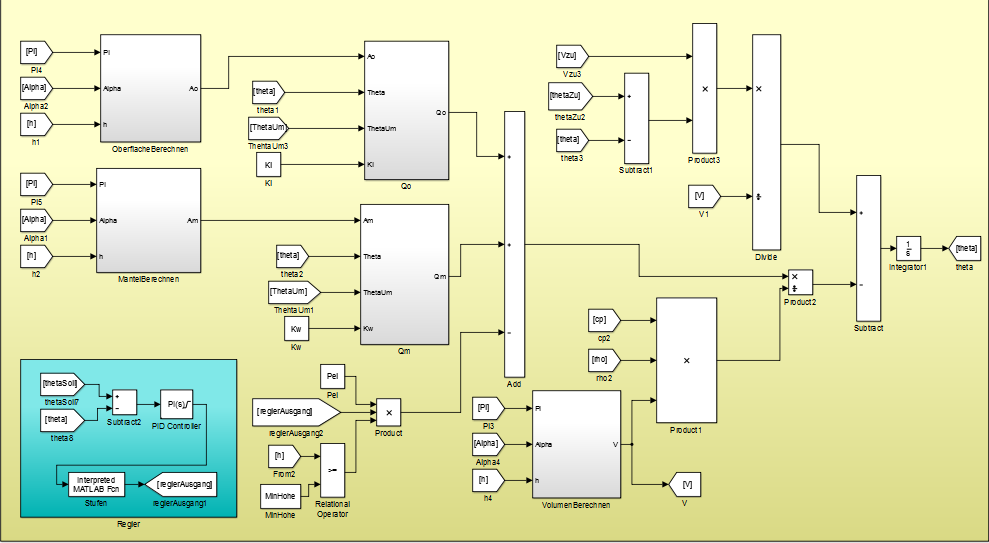 [PI]
PI4
[Alpha]
Alpha2
[h]
h1
PI
Alpha
h
Ao
OberflacheBerechnen
[PI]
PI5
[Alpha]
Alpha1
[h]
h2
PI
Alpha
h
Am
MantelBerechnen
[theta]
theta1
[ThetaUm]
ThehtaUm3
Kl
Kl
Ao
Theta
ThetaUm
Kl
Qo
Qo
[theta]
theta2
[ThetaUm]
ThehtaUm1
Kw
Kw
Am
Theta
ThetaUm
Kw
Qm
Qm
+
+
-
Add
[Vzu]
Vzu3
[thetaZu]
thetaZu2
[theta]
theta3
+
-
Subtract1
×
Product3
[V]
V1
×
÷
Divide
[cp]
cp2
[rho]
rho2
×
Product1
×
÷
Product2
+
-
Subtract
1
s
Integrator1
[theta]
theta
[thetaSoll]
thetaSoll7
[theta]
theta8
+
-
Subtract2
PI(s)
PID Controller
Interpreted
MATLAB Fcn
Stufen
[reglerAusgang]
reglerAusgang1
Regler
Pel
Pel
[reglerAusgang]
reglerAusgang2
×
Product
[h]
From2
MinHohe
MinHohe
>=
Relational
Operator
[PI]
PI3
[Alpha]
Alpha4
[h]
h4
PI
Alpha
h
V
VolumenBerechnen
[V]
V